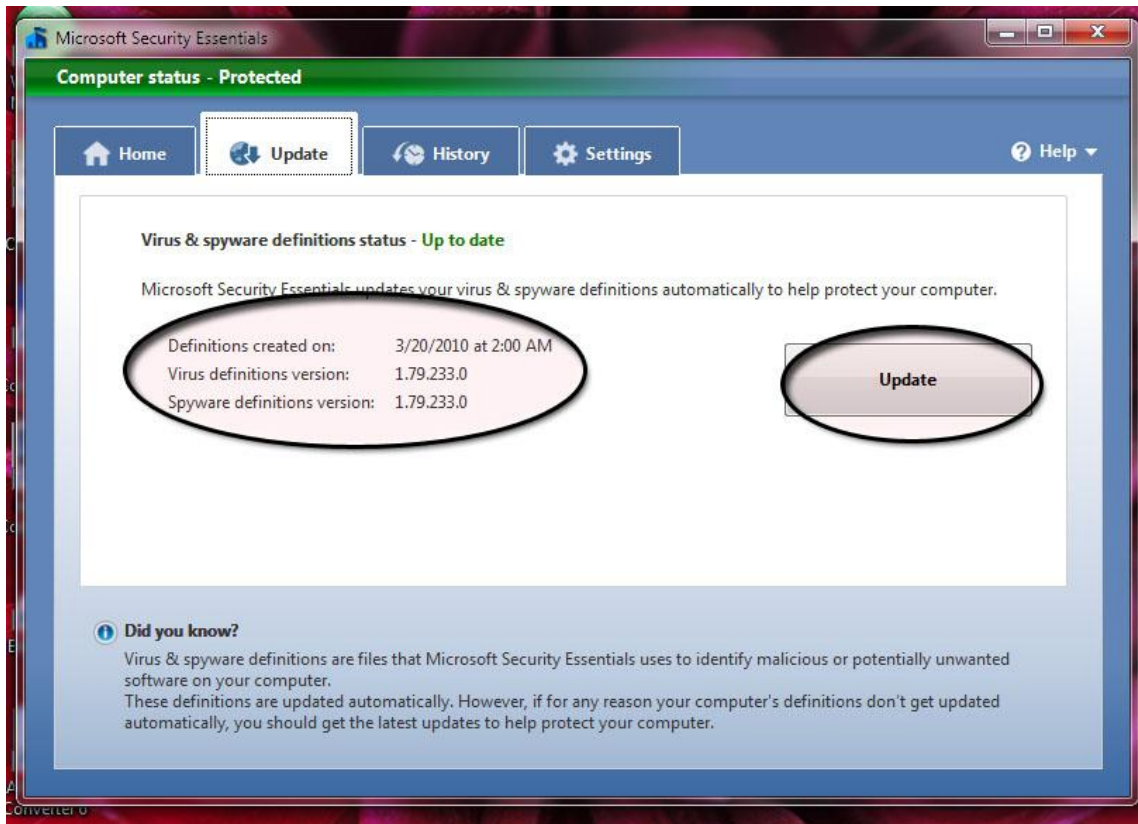 Microsoft Security Essentials
Computer status - Protected
Home
Update
History
Settings
Help
Virus & spyware definitions status - Up to date
Microsoft Security Essentials updates your virus & spyware definitions automatically to help protect your computer.
Definitions created on: 3/20/2010 at 2:00 AM
Virus definitions version: 1.79.233.0
Spyware definitions version: 1.79.233.0
Update
Did you know?
Virus & spyware definitions are files that Microsoft Security Essentials uses to identify malicious or potentially unwanted
software on your computer.
These definitions are updated automatically. However, if for any reason your computer's definitions don't get updated
automatically, you should get the latest updates to help protect your computer.